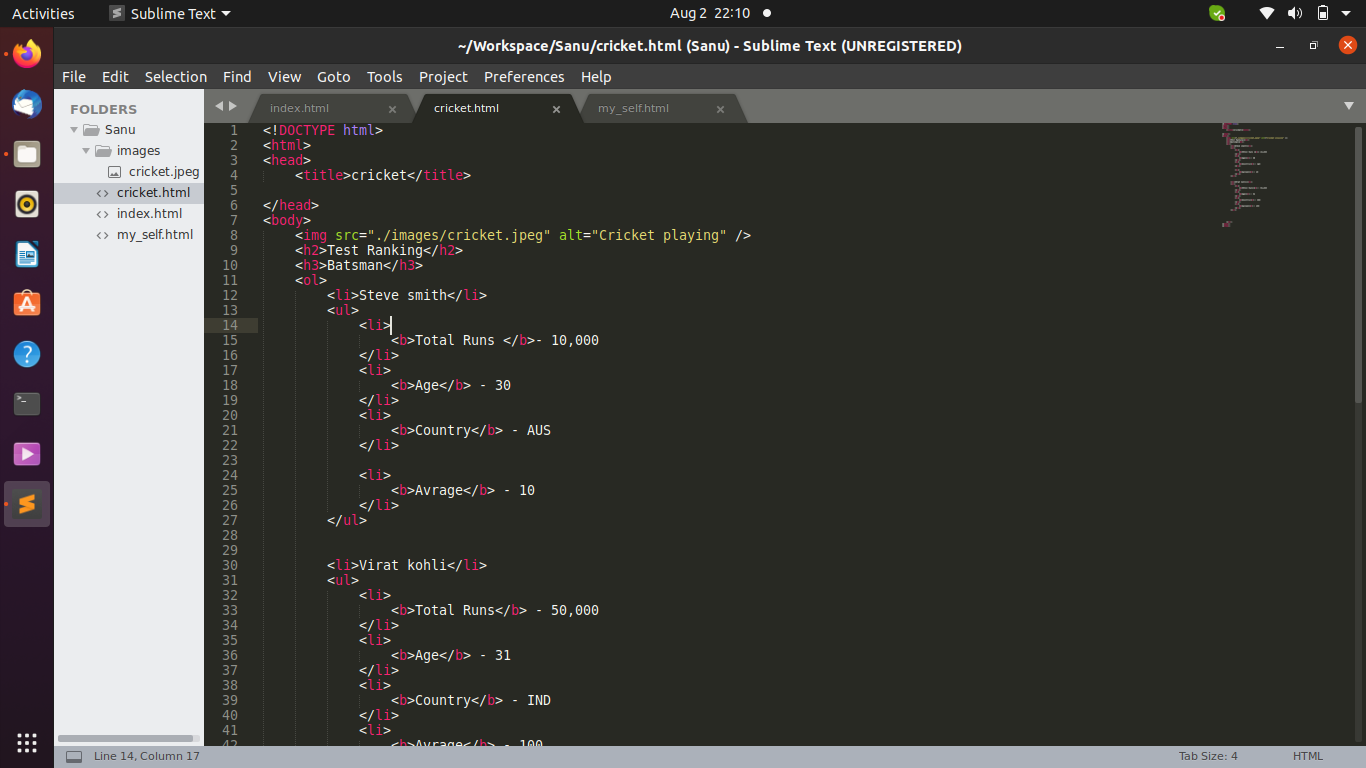 Activities
Sublime Text
Aug 2 22:10
~/Workspace/Sanu/cricket.html (Sanu) - Sublime Text (UNREGISTERED)
File Edit Selection Find View Goto Tools Project Preferences Help
FOLDERS
Sanu
images
cricket.jpeg
cricket.html
index.html
my_self.html
index.html
cricket.html
my_self.html
1 <!DOCTYPE html>
2 <html>
3 <head>
4 <title>cricket</title>
5
6 </head>
7 <body>
8 <img src="./images/cricket.jpeg" alt="Cricket playing" />
9 <h2>Test Ranking</h2>
10 <h3>Batsman</h3>
11 <ol>
12 <li>Steve smith</li>
13 <ul>
14 <li>
15 <b>Total Runs </b>- 10,000
16 </li>
17 <li>
18 <b>Age</b> - 30
19 </li>
20 <li>
21 <b>Country</b> - AUS
22 </li>
23
24 <li>
25 <b>Avrage</b> - 10
26 </li>
27 </ul>
28
29
30 <li>Virat kohli</li>
31 <ul>
32 <li>
33 <b>Total Runs</b> - 50,000
34 </li>
35 <li>
36 <b>Age</b> - 31
37 </li>
38 <li>
39 <b>Country</b> - IND
40 </li>
41 <li>
42 <b>Avrage</b> - 100
Line 14, Column 17
Tab Size: 4
HTML